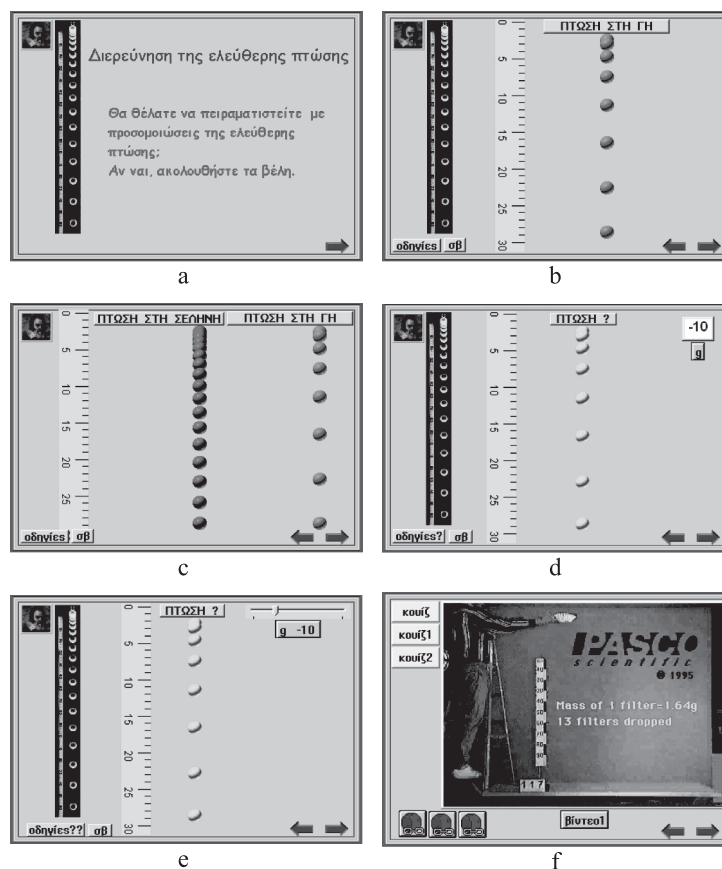 Διερεύνηση της ελεύθερης πτώσης
Θα θέλατε να πειραματιστείτε με
προσομοιώσεις της ελεύθερης
πτώσης;
Αν ναι, ακολουθήστε τα βέλη.
a
ΠΤΩΣΗ ΣΤΗ ΓΗ
0
5
10
15
20
25
30
οδηγίες σβ
b
ΠΤΩΣΗ ΣΤΗ ΣΕΛΗΝΗ ΠΤΩΣΗ ΣΤΗ ΓΗ
0
5
10
15
20
25
οδηγίες σβ
c
ΠΤΩΣΗ ?
-10
g
0
5
10
15
20
25
30
οδηγίες? σβ
d
ΠΤΩΣΗ ?
g -10
0
5
10
15
20
25
30
οδηγίες?? σβ
e
κουίζ
κουίζ1
κουίζ2
PASCO
scientific
© 1995
Mass of 1 filter=1.64g
13 filters dropped
117
βίντεο1
f